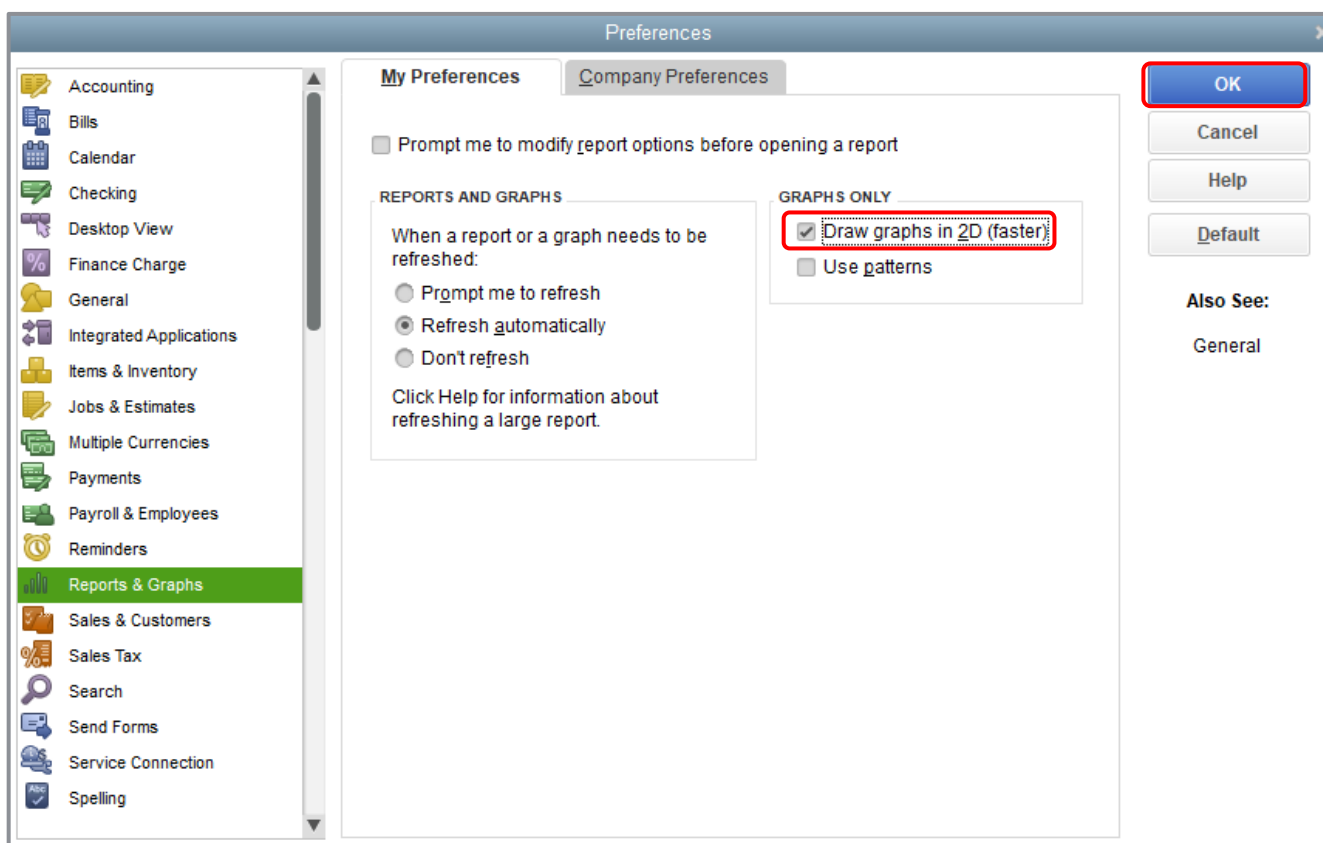 Preferences
Accounting
Bills
Calendar
Checking
Desktop View
Finance Charge
General
Integrated Applications
Items & Inventory
Jobs & Estimates
Multiple Currencies
Payments
Payroll & Employees
Reminders
Reports & Graphs
Sales & Customers
Sales Tax
Search
Send Forms
Service Connection
Spelling
My Preferences
Company Preferences
Prompt me to modify report options before opening a report
REPORTS AND GRAPHS
When a report or a graph needs to be
refreshed:
Prompt me to refresh
Refresh automatically
Don't refresh
Click Help for information about
refreshing a large report.
GRAPHS ONLY
Draw graphs in 2D (faster)
Use patterns
OK
Cancel
Help
Default
Also See:
General